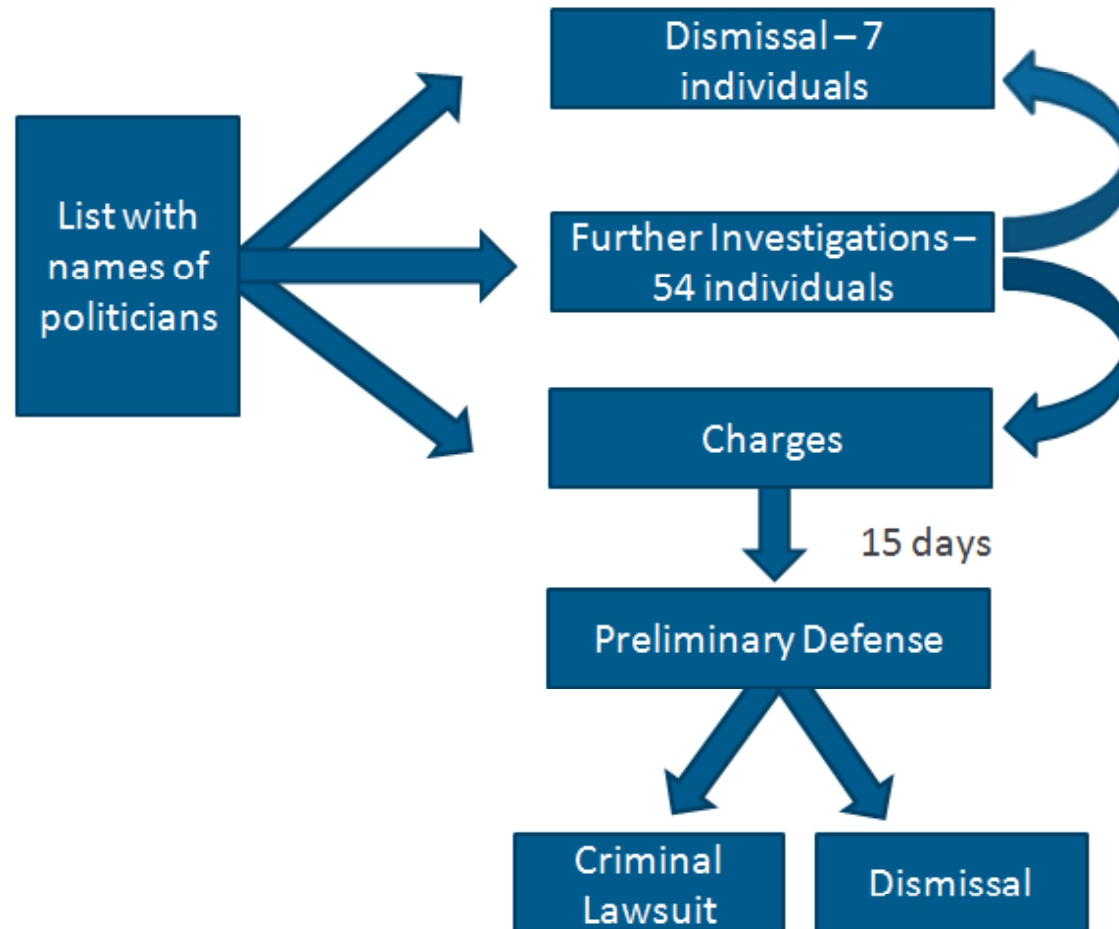 Dismissal – 7
individuals
List with
names of
politicians
Further Investigations –
54 individuals
Charges
15 days
Preliminary Defense
Criminal
Lawsuit
Dismissal